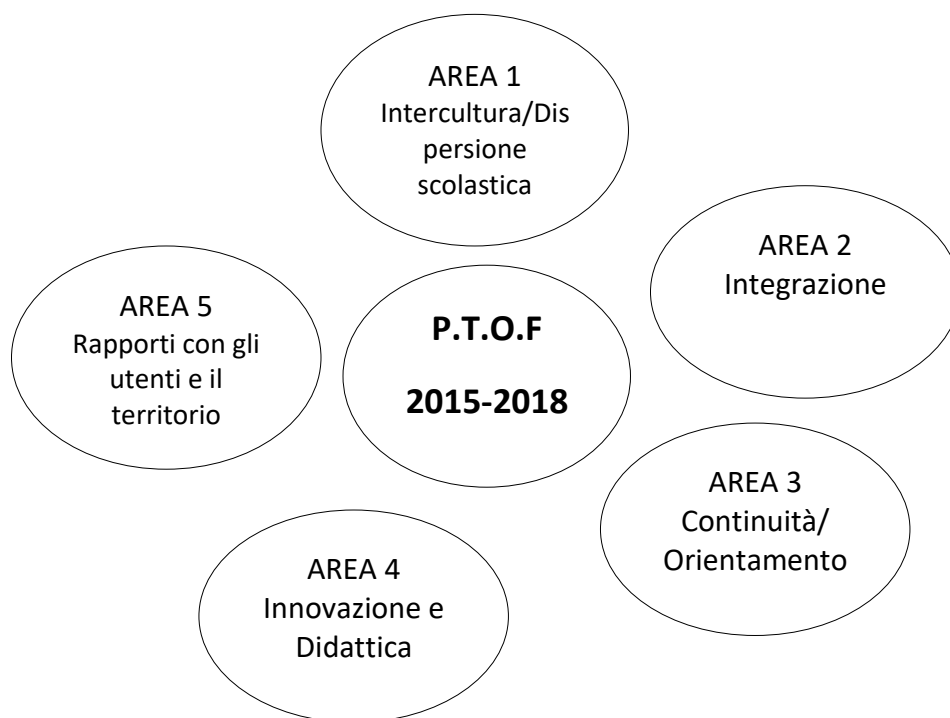 AREA 1
Intercultura/Dis
persione
scolastica
AREA 2
Integrazione
AREA 5
Rapporti con gli
utenti e il
territorio
P.T.O.F
2015-2018
AREA 3
Continuità/
Orientamento
AREA 4
Innovazione e
Didattica